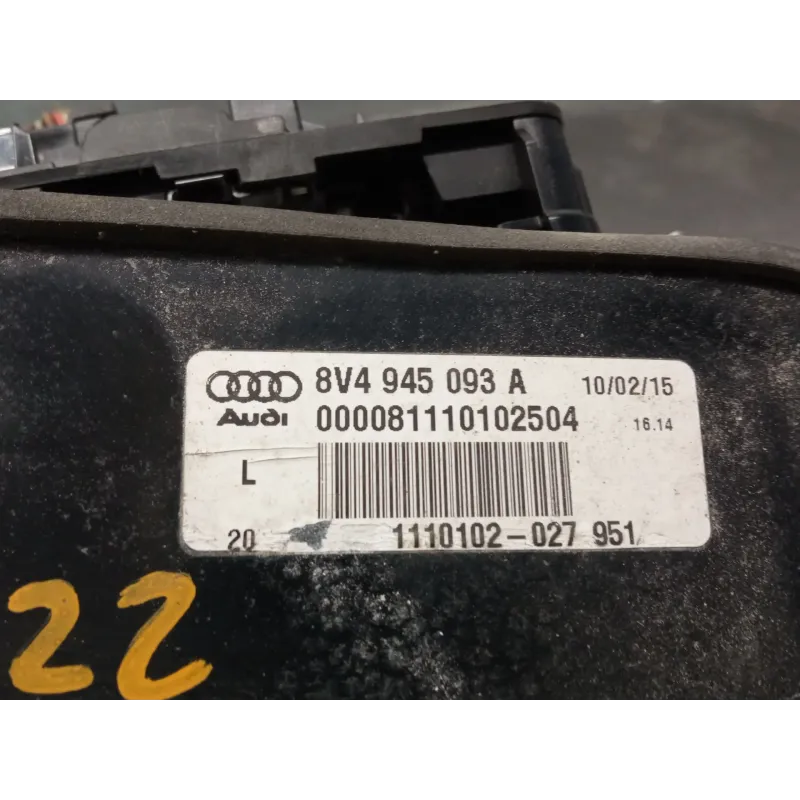 8V4 945 093 A 10/02/15
Audi 000081110102504 16.14
L
20 1110102-027 951
22